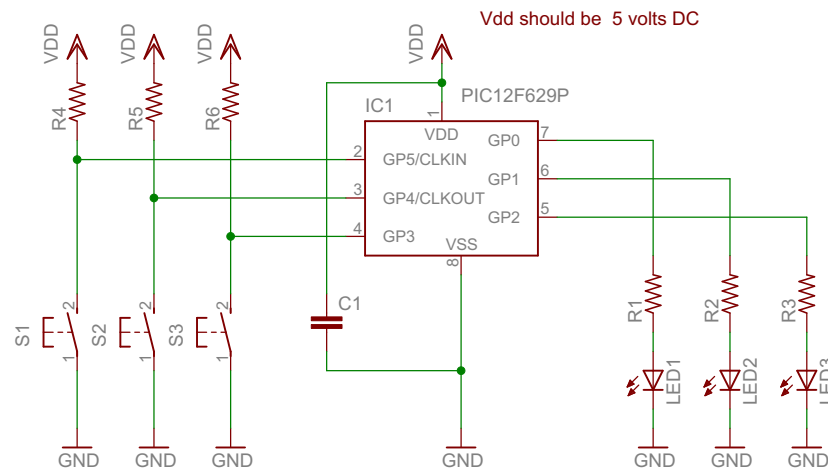 Vdd should be 5 volts DC
VDD
VDD
VDD
VDD
R4
R5
R6
IC1
PIC12F629P
1
VDD
2
GP5/CLKIN
3
GP4/CLKOUT
4
GP3
GP0
7
GP1
6
GP2
5
VSS
8
S1
2
1
S2
2
1
S3
2
1
C1
R1
R2
R3
LED1
LED2
LED3
GND
GND
GND
GND
GND
GND
GND